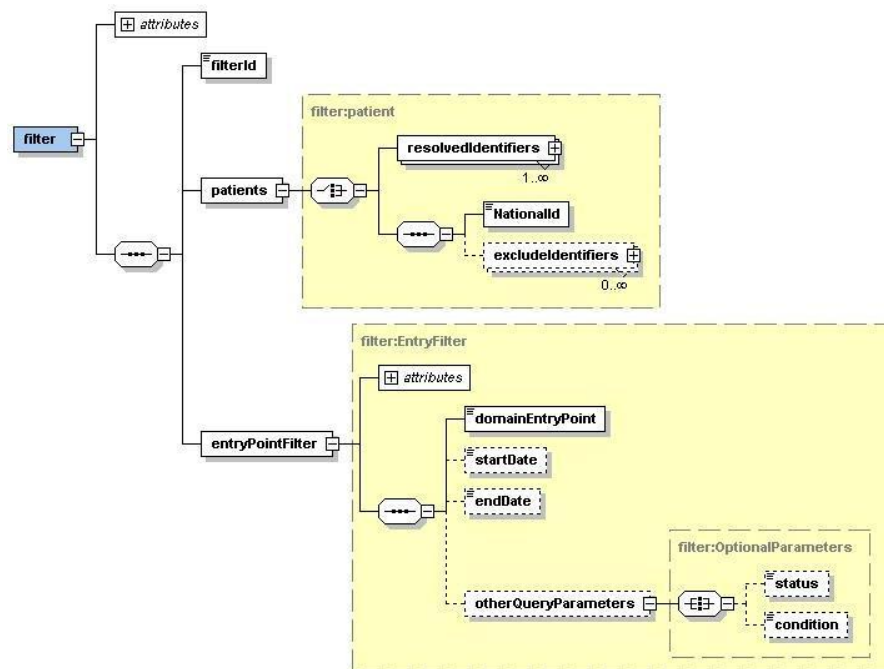 attributes
filterId
filter:patient
filter
resolvedIdentifiers
1..∞
patients
NationalId
excludeIdentifiers
0..∞
filter:EntryFilter
attributes
domainEntryPoint
entryPointFilter
startDate
endDate
filter:OptionalParameters
status
otherQueryParameters
condition